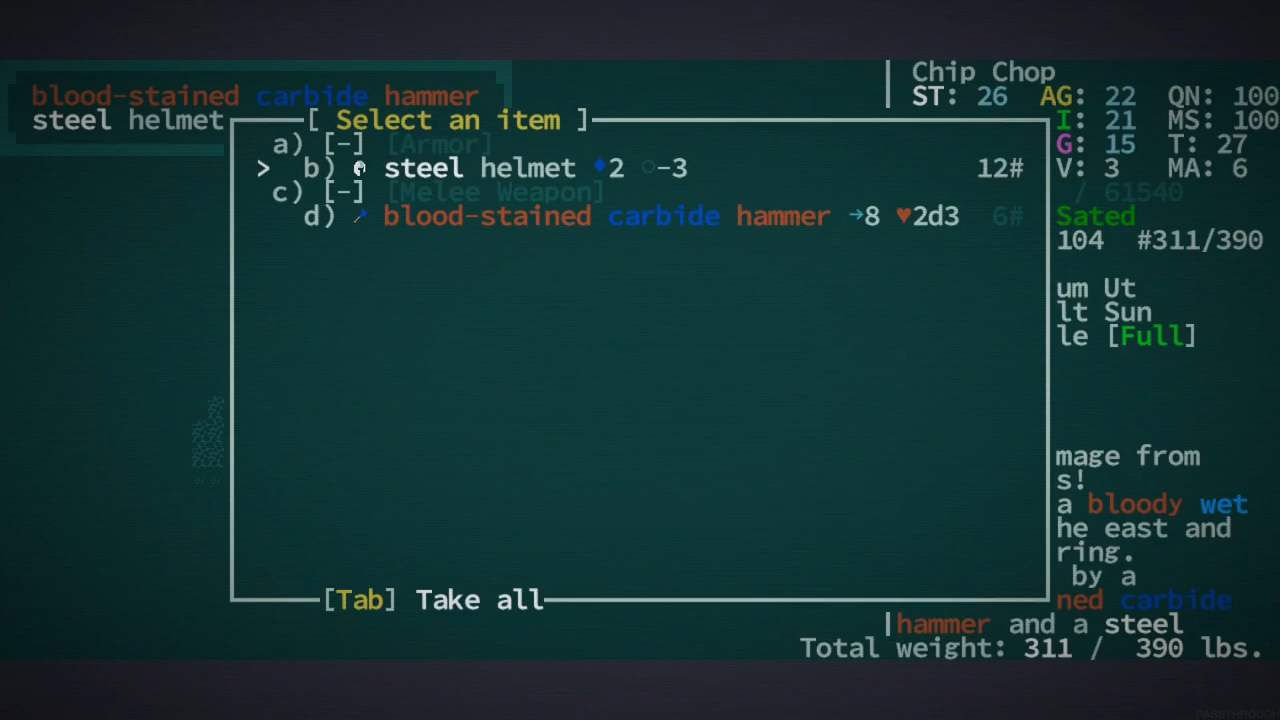 blood-stained carbide hammer
steel helmet
[ Select an item ]
a) [-] [Armor]
> b) steel helmet ♦2 ○-3 12#
c) [-] [Melee Weapon]
d) blood-stained carbide hammer →8 ♥2d3 6#
[Tab] Take all
Chip Chop
ST: 26 AG: 22 QN: 100
I: 21 MS: 100
G: 15 T: 27
V: 3 MA: 6
/ 61540
Sated
104 #311/390
um Ut
lt Sun
le [Full]
mage from
s!
a bloody wet
he east and
ring.
by a
ned carbide
hammer and a steel
Total weight: 311 / 390 lbs.